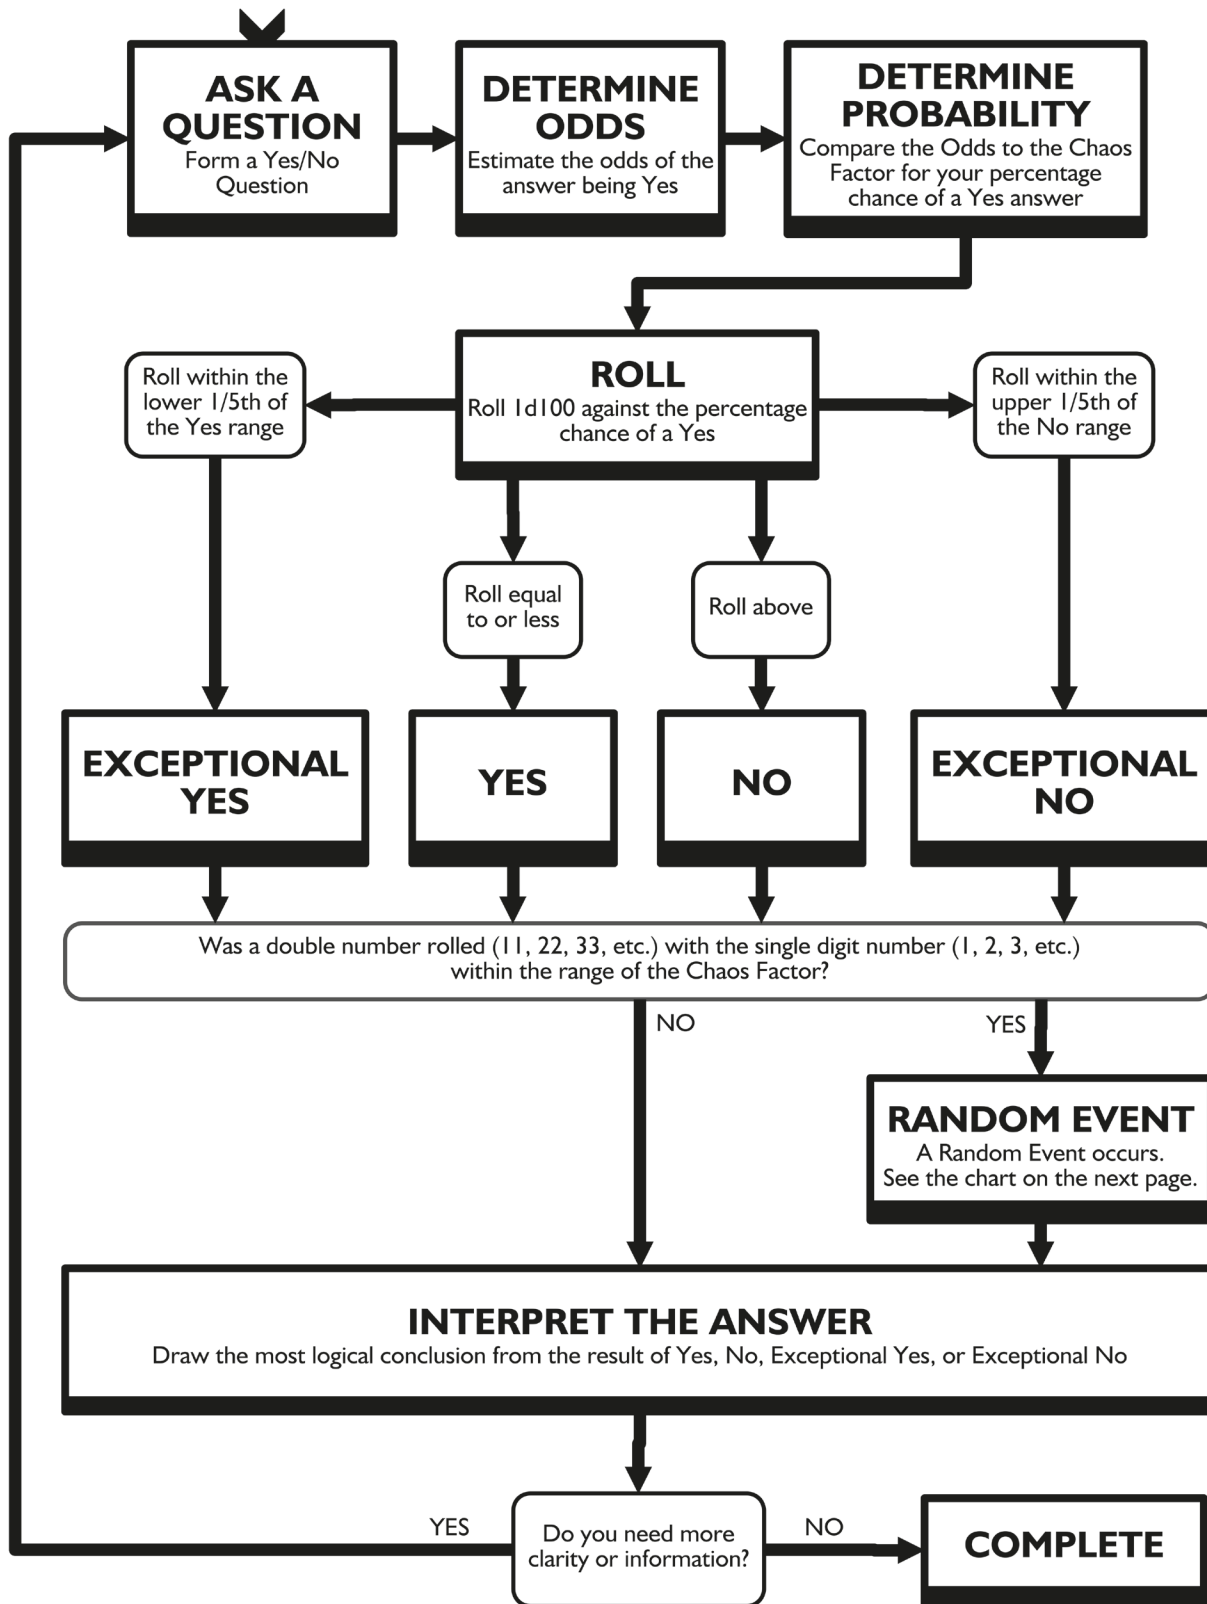 ASK A
QUESTION
Form a Yes/No
Question
DETERMINE
ODDS
Estimate the odds of the
answer being Yes
DETERMINE
PROBABILITY
Compare the Odds to the Chaos
Factor for your percentage
chance of a Yes answer
ROLL
Roll 1d100 against the percentage
chance of a Yes
Roll within the
lower 1/5th of
the Yes range
Roll within the
upper 1/5th of
the No range
Roll equal
to or less
Roll above
EXCEPTIONAL
YES
YES
NO
EXCEPTIONAL
NO
Was a double number rolled (11, 22, 33, etc.) with the single digit number (1, 2, 3, etc.)
within the range of the Chaos Factor?
NO
YES
RANDOM EVENT
A Random Event occurs.
See the chart on the next page.
INTERPRET THE ANSWER
Draw the most logical conclusion from the result of Yes, No, Exceptional Yes, or Exceptional No
YES
Do you need more
clarity or information?
NO
COMPLETE